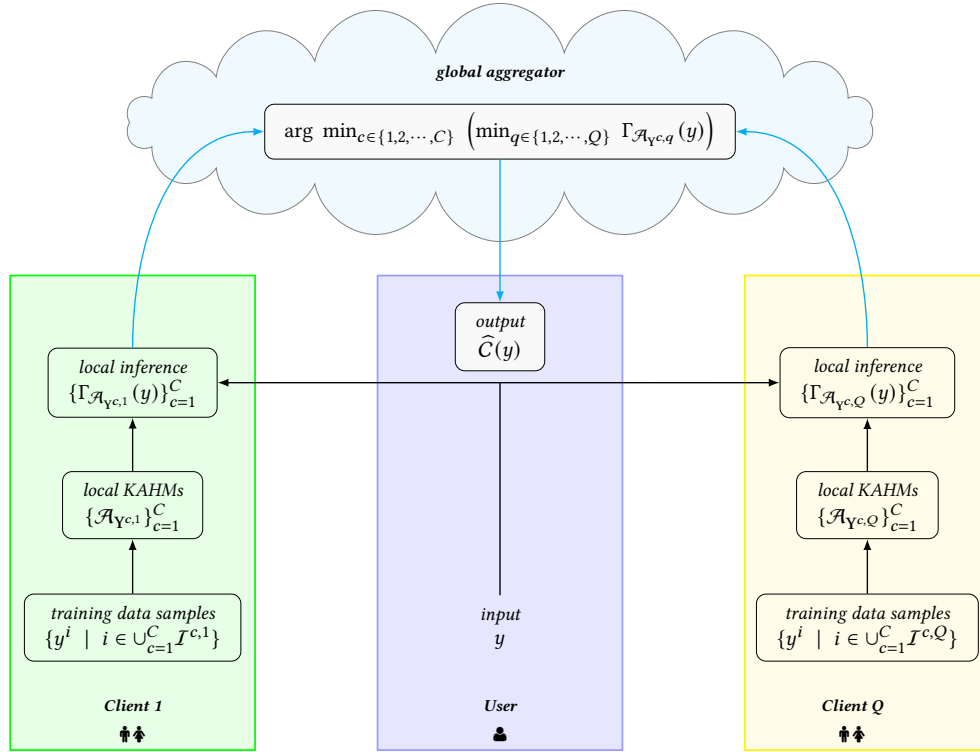 global aggregator
arg min_{c∈{1,2,⋯,C}} (min_{q∈{1,2,⋯,Q}} Γ_{𝒜_{Y^{c,q}}}(y))
output
Ĉ(y)
local inference
{Γ_{𝒜_{Y^{c,1}}}(y)}_{c=1}^{C}
local inference
{Γ_{𝒜_{Y^{c,Q}}}(y)}_{c=1}^{C}
local KAHMs
{𝒜_{Y^{c,1}}}_{c=1}^{C}
local KAHMs
{𝒜_{Y^{c,Q}}}_{c=1}^{C}
training data samples
{y^i | i ∈ ∪_{c=1}^{C} ℐ^{c,1}}
input
y
training data samples
{y^i | i ∈ ∪_{c=1}^{C} ℐ^{c,Q}}
Client 1
User
Client Q